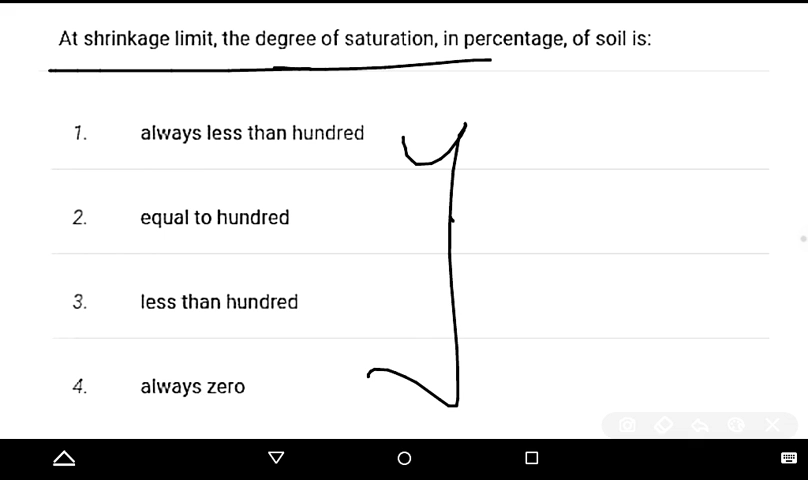 At shrinkage limit, the degree of saturation, in percentage, of soil is:
1. always less than hundred
2. equal to hundred
3. less than hundred
4. always zero